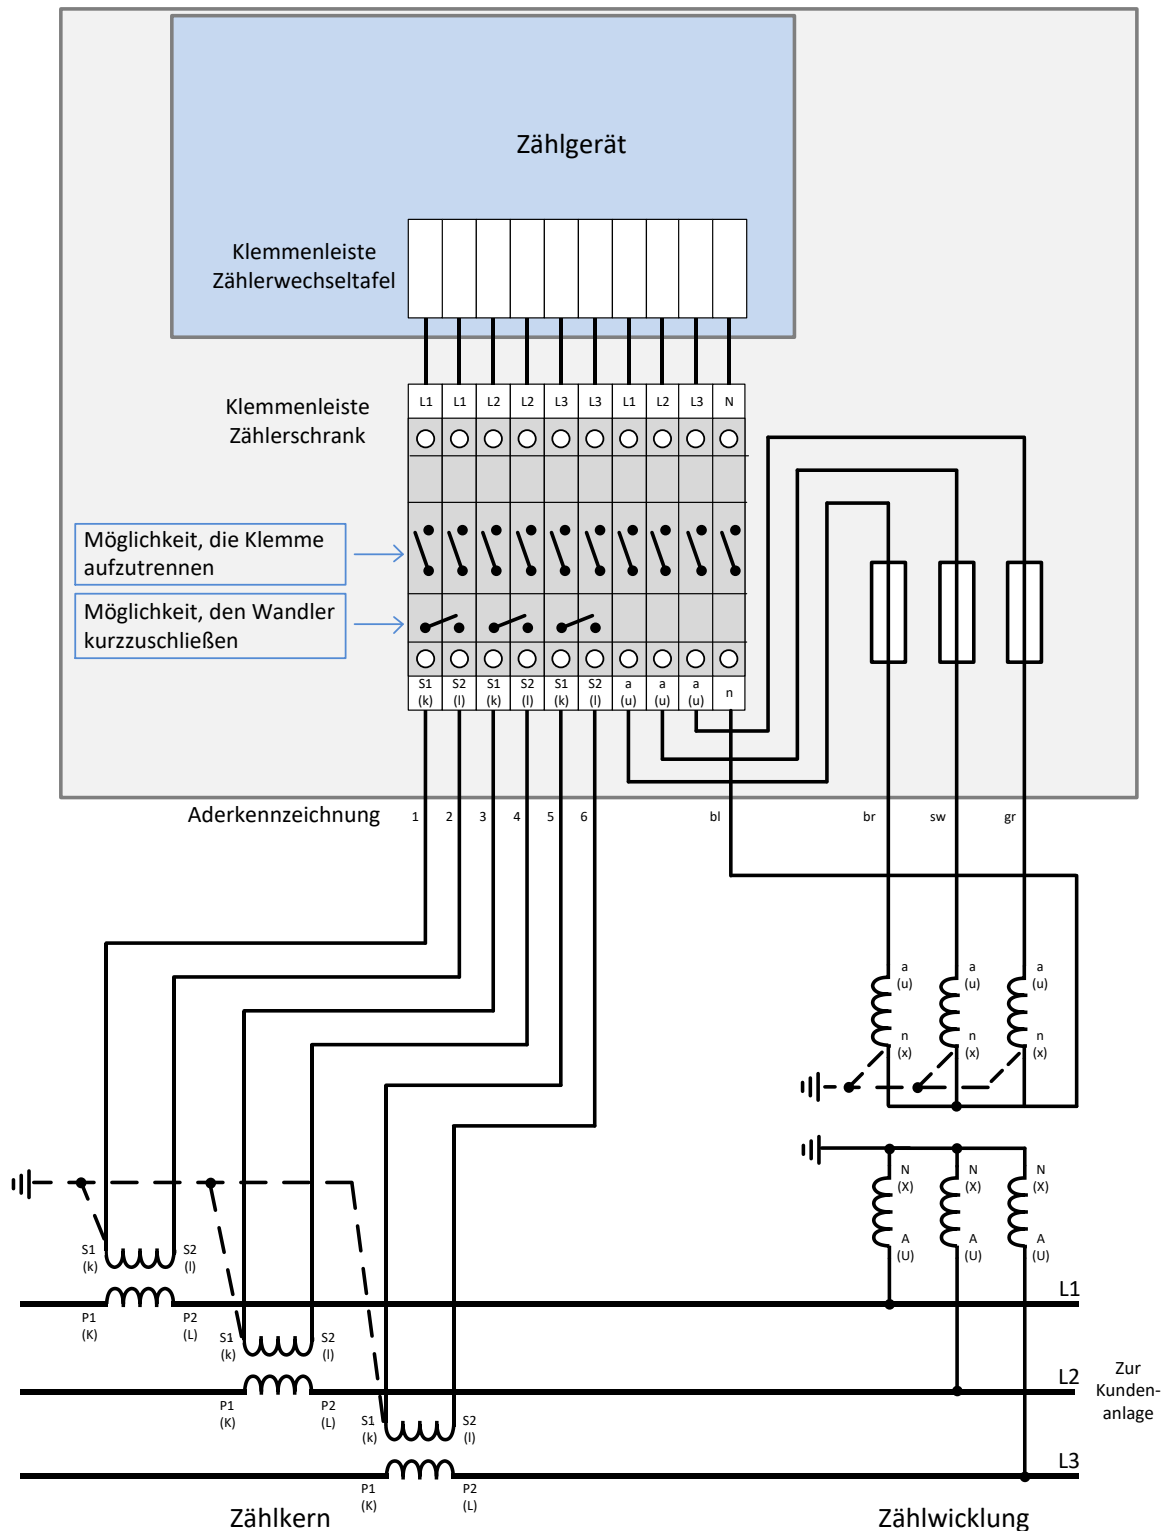 Zählgerät
Klemmenleiste
Zählerwechseltafel
Klemmenleiste
Zählerschrank
L1 L1 L2 L2 L3 L3 L1 L2 L3 N
Möglichkeit, die Klemme
aufzutrennen
Möglichkeit, den Wandler
kurzzuschließen
S1 S2 S1 S2 S1 S2 a a a n
(k) (l) (k) (l) (k) (l) (u) (u) (u)
Aderkennzeichnung 1 2 3 4 5 6 bl br sw gr
a a a
(u) (u) (u)
n n n
(x) (x) (x)
N N N
(X) (X) (X)
A A A
(U) (U) (U)
S1 S2
(k) (l)
L1
P1 P2
(K) (L)
S1 S2
(k) (l)
L2
P1 P2
(K) (L)
Zur
Kunden-
anlage
S1 S2
(k) (l)
L3
P1 P2
(K) (L)
Zählkern Zählwicklung